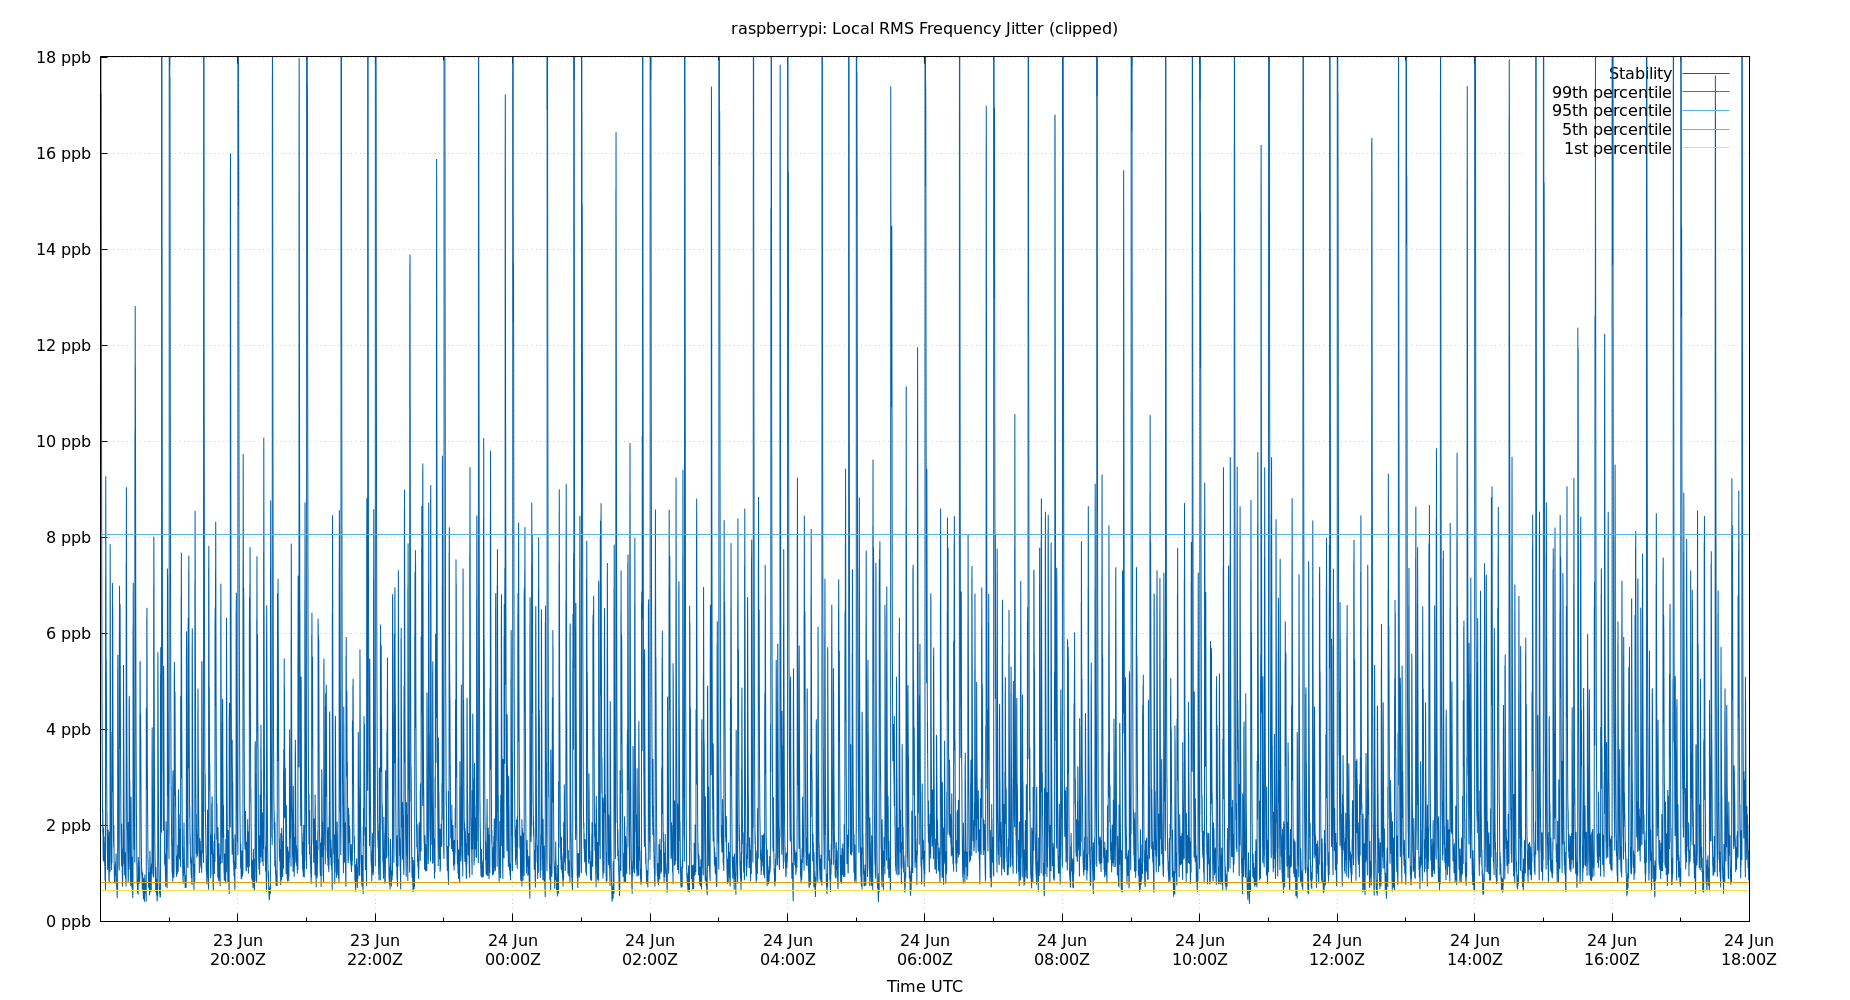 raspberrypi: Local RMS Frequency Jitter (clipped)
18 ppb
16 ppb
14 ppb
12 ppb
10 ppb
8 ppb
6 ppb
4 ppb
2 ppb
0 ppb
Stability
99th percentile
95th percentile
5th percentile
1st percentile
23 Jun
20:00Z
23 Jun
22:00Z
24 Jun
00:00Z
24 Jun
02:00Z
24 Jun
04:00Z
24 Jun
06:00Z
24 Jun
08:00Z
24 Jun
10:00Z
24 Jun
12:00Z
24 Jun
14:00Z
24 Jun
16:00Z
24 Jun
18:00Z
Time UTC